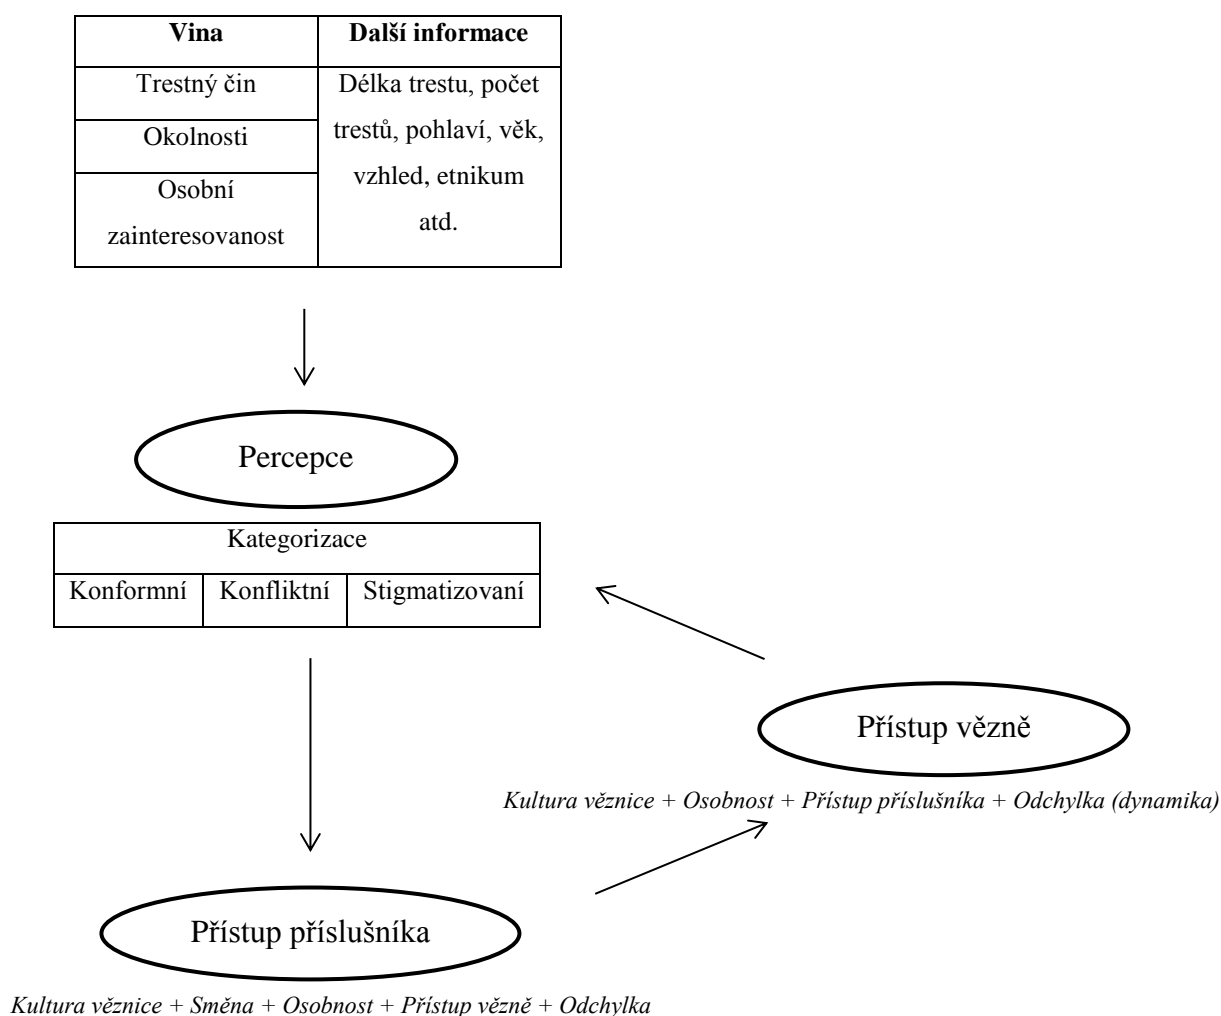 Vina
Další informace
Trestný čin
Okolnosti
Osobní
zainteresovanost
Délka trestu, počet
trestů, pohlaví, věk,
vzhled, etnikum
atd.
Percepce
Kategorizace
Konformní
Konfliktní
Stigmatizovaní
Přístup vězně
Kultura věznice + Osobnost + Přístup příslušníka + Odchylka (dynamika)
Přístup příslušníka
Kultura věznice + Směna + Osobnost + Přístup vězně + Odchylka